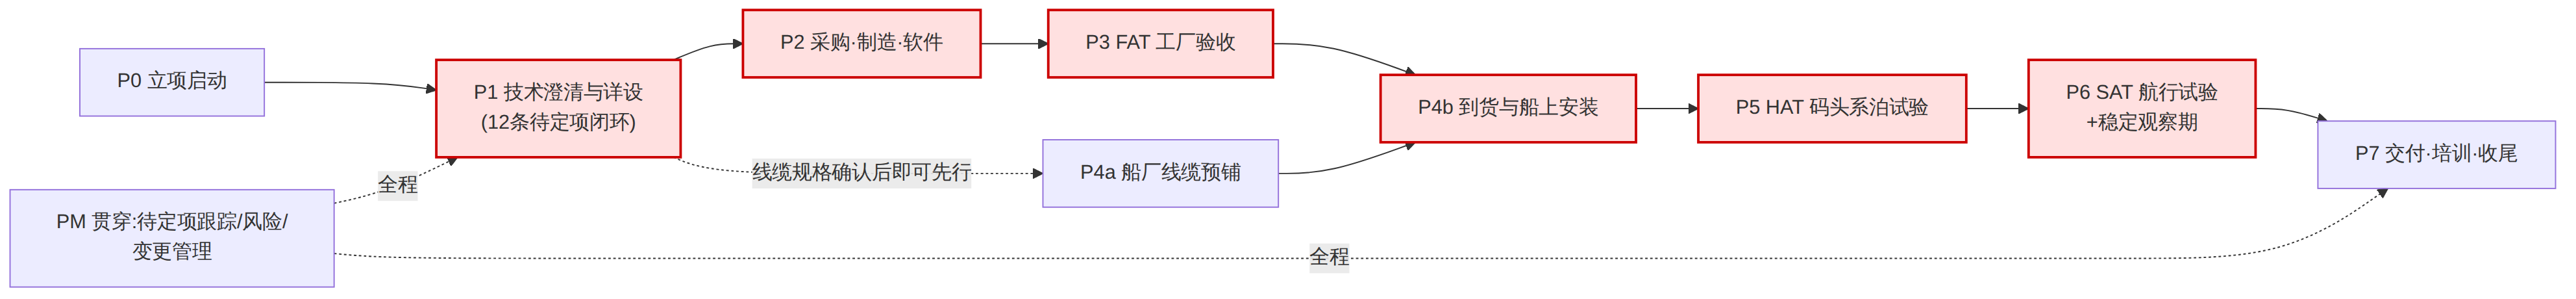 P0 立项启动
PM 贯穿:待定项跟踪/风险/
变更管理
全程
P1 技术澄清与详设
(12条待定项闭环)
P2 采购·制造·软件
线缆规格确认后即可先行
P3 FAT 工厂验收
P4a 船厂线缆预铺
全程
P4b 到货与船上安装
P5 HAT 码头系泊试验
P6 SAT 航行试验
+稳定观察期
P7 交付·培训·收尾